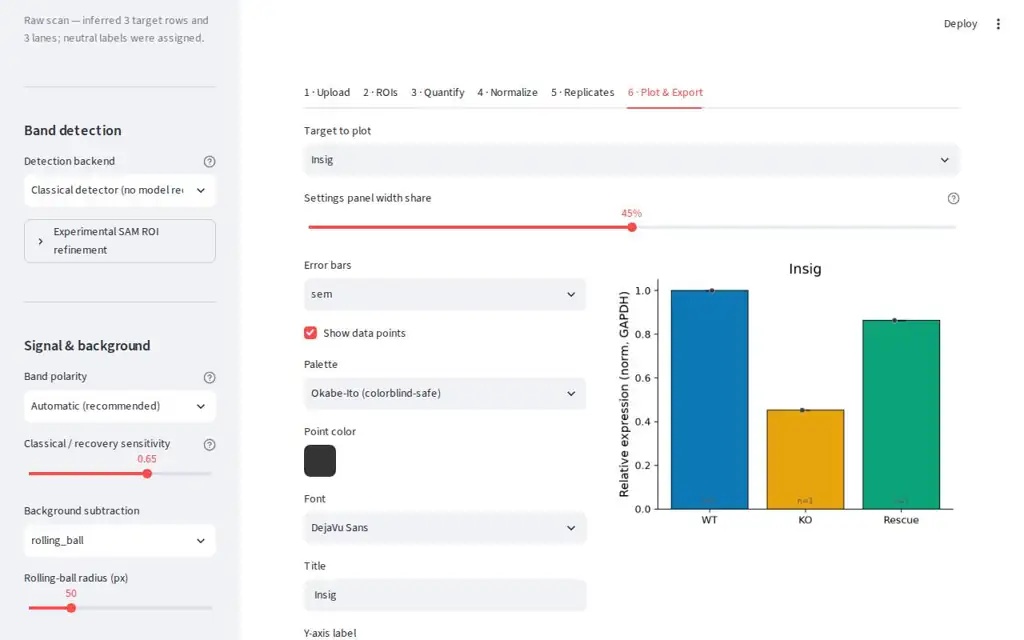 Raw scan — inferred 3 target rows and
3 lanes; neutral labels were assigned.
Band detection
Detection backend
Classical detector (no model re
Experimental SAM ROI
refinement
Signal & background
Band polarity
Automatic (recommended)
Classical / recovery sensitivity
0.65
Background subtraction
rolling_ball
Rolling-ball radius (px)
50
Deploy
1 · Upload 2 · ROIs 3 · Quantify 4 · Normalize 5 · Replicates 6 · Plot & Export
Target to plot
Insig
Settings panel width share
45%
Error bars
sem
Show data points
Palette
Okabe-Ito (colorblind-safe)
Point color
Font
DejaVu Sans
Title
Insig
Y-axis label
Insig
Relative expression (norm. GAPDH)
1.0
0.8
0.6
0.4
0.2
0.0
WT KO Rescue